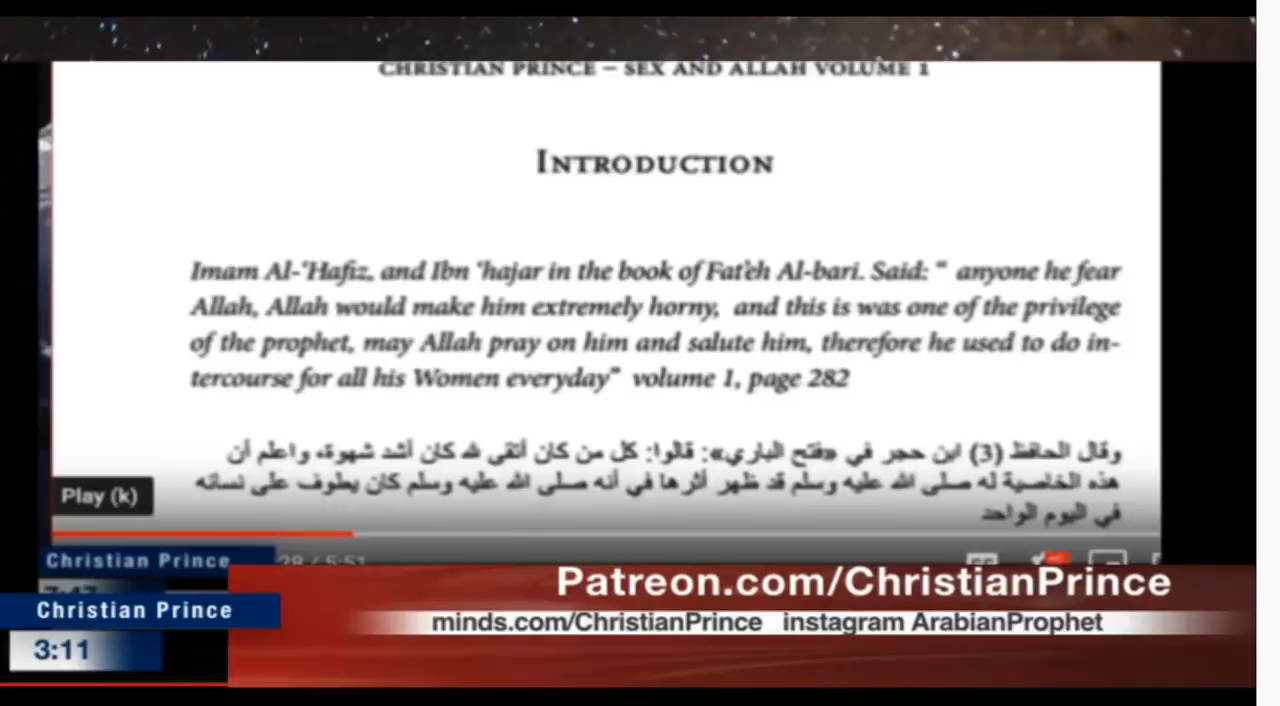 CHRISTIAN PRINCE – SEX AND ALLAH VOLUME 1
INTRODUCTION
Imam Al-'Hafiz, and Ibn 'hajar in the book of Fat'eh Al-bari. Said: “ anyone he fear
Allah, Allah would make him extremely horny, and this is was one of the privilege
of the prophet, may Allah pray on him and salute him, therefore he used to do in-
tercourse for all his Women everyday” volume 1, page 282
وقال الحافظ (3) ابن حجر في «فتح الباري»: قالوا: كل من كان أتقى لله كان أشد شهوة، واعلم أن
هذه الخاصية له صلى الله عليه وسلم قد ظهر أثرها في أنه صلى الله عليه وسلم كان يطوف على نسائه
في اليوم الواحد
Play (k)
Christian Prince
28 / 5:51
Patreon.com/ChristianPrince
Christian Prince
minds.com/ChristianPrince instagram ArabianProphet
3:11